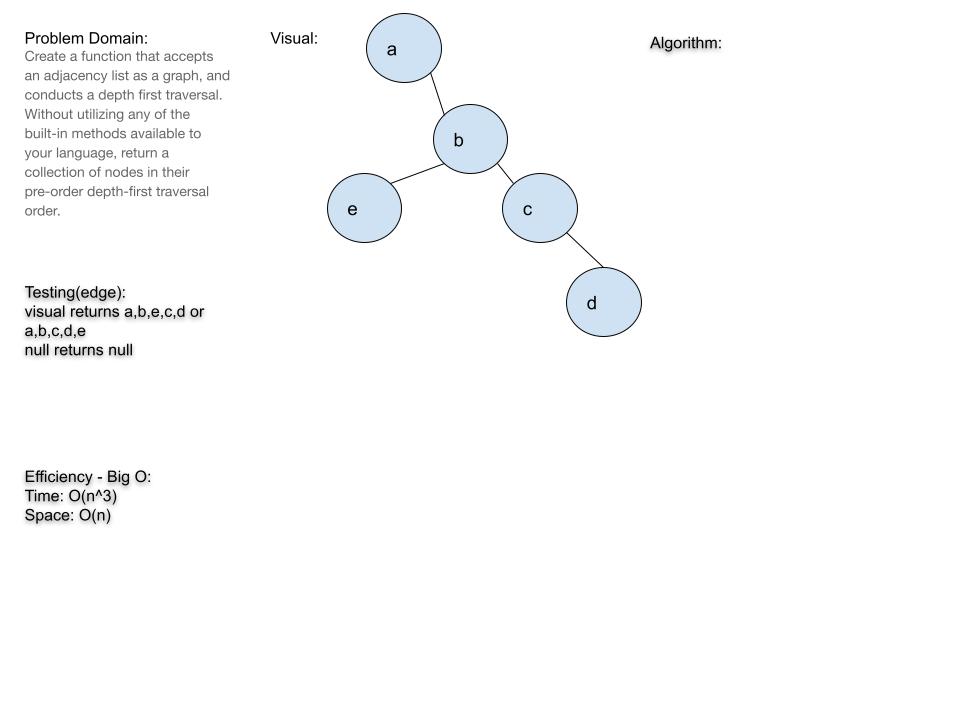 Problem Domain:
Create a function that accepts
an adjacency list as a graph, and
conducts a depth first traversal.
Without utilizing any of the
built-in methods available to
your language, return a
collection of nodes in their
pre-order depth-first traversal
order.
Testing(edge):
visual returns a,b,e,c,d or
a,b,c,d,e
null returns null
Efficiency - Big O:
Time: O(n^3)
Space: O(n)
Visual:
a
b
e
c
d
Algorithm: